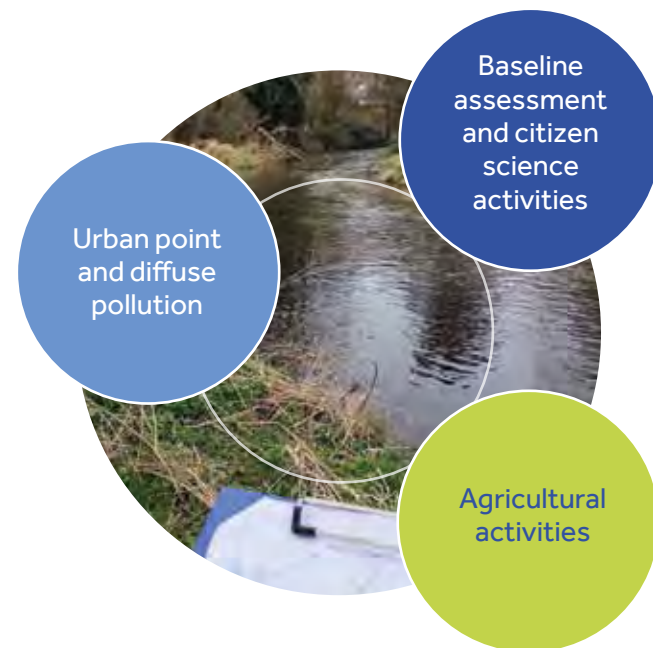 Baseline
assessment
and citizen
science
activities
Urban point
and diffuse
pollution
Agricultural
activities